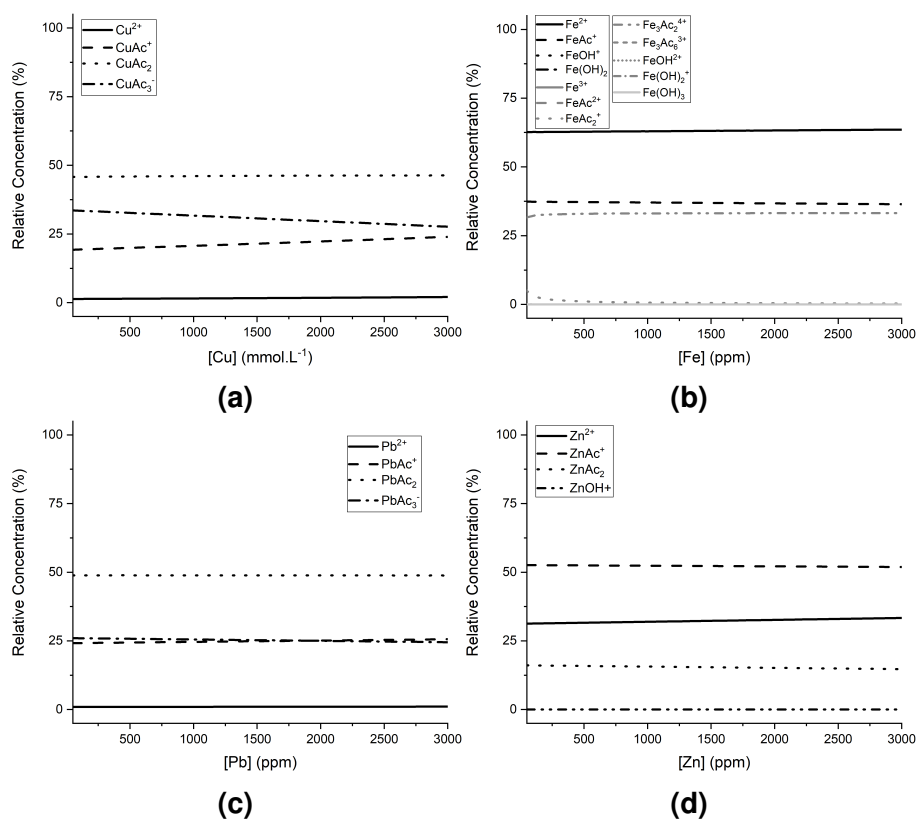 Relative Concentration (%)
100
75
50
25
0
Cu²⁺
CuAc⁺
CuAc₂
CuAc₃⁻
500 1000 1500 2000 2500 3000
[Cu] (mmol.L⁻¹)
(a)
Relative Concentration (%)
100
75
50
25
0
Fe²⁺
FeAc⁺
FeOH⁺
Fe(OH)₂
Fe³⁺
FeAc²⁺
FeAc₂⁺
Fe₃Ac₂⁴⁺
Fe₃Ac₆³⁺
FeOH²⁺
Fe(OH)₂⁺
Fe(OH)₃
500 1000 1500 2000 2500 3000
[Fe] (ppm)
(b)
Relative Concentration (%)
100
75
50
25
0
Pb²⁺
PbAc⁺
PbAc₂
PbAc₃⁻
500 1000 1500 2000 2500 3000
[Pb] (ppm)
(c)
Relative Concentration (%)
100
75
50
25
0
Zn²⁺
ZnAc⁺
ZnAc₂
ZnOH+
500 1000 1500 2000 2500 3000
[Zn] (ppm)
(d)